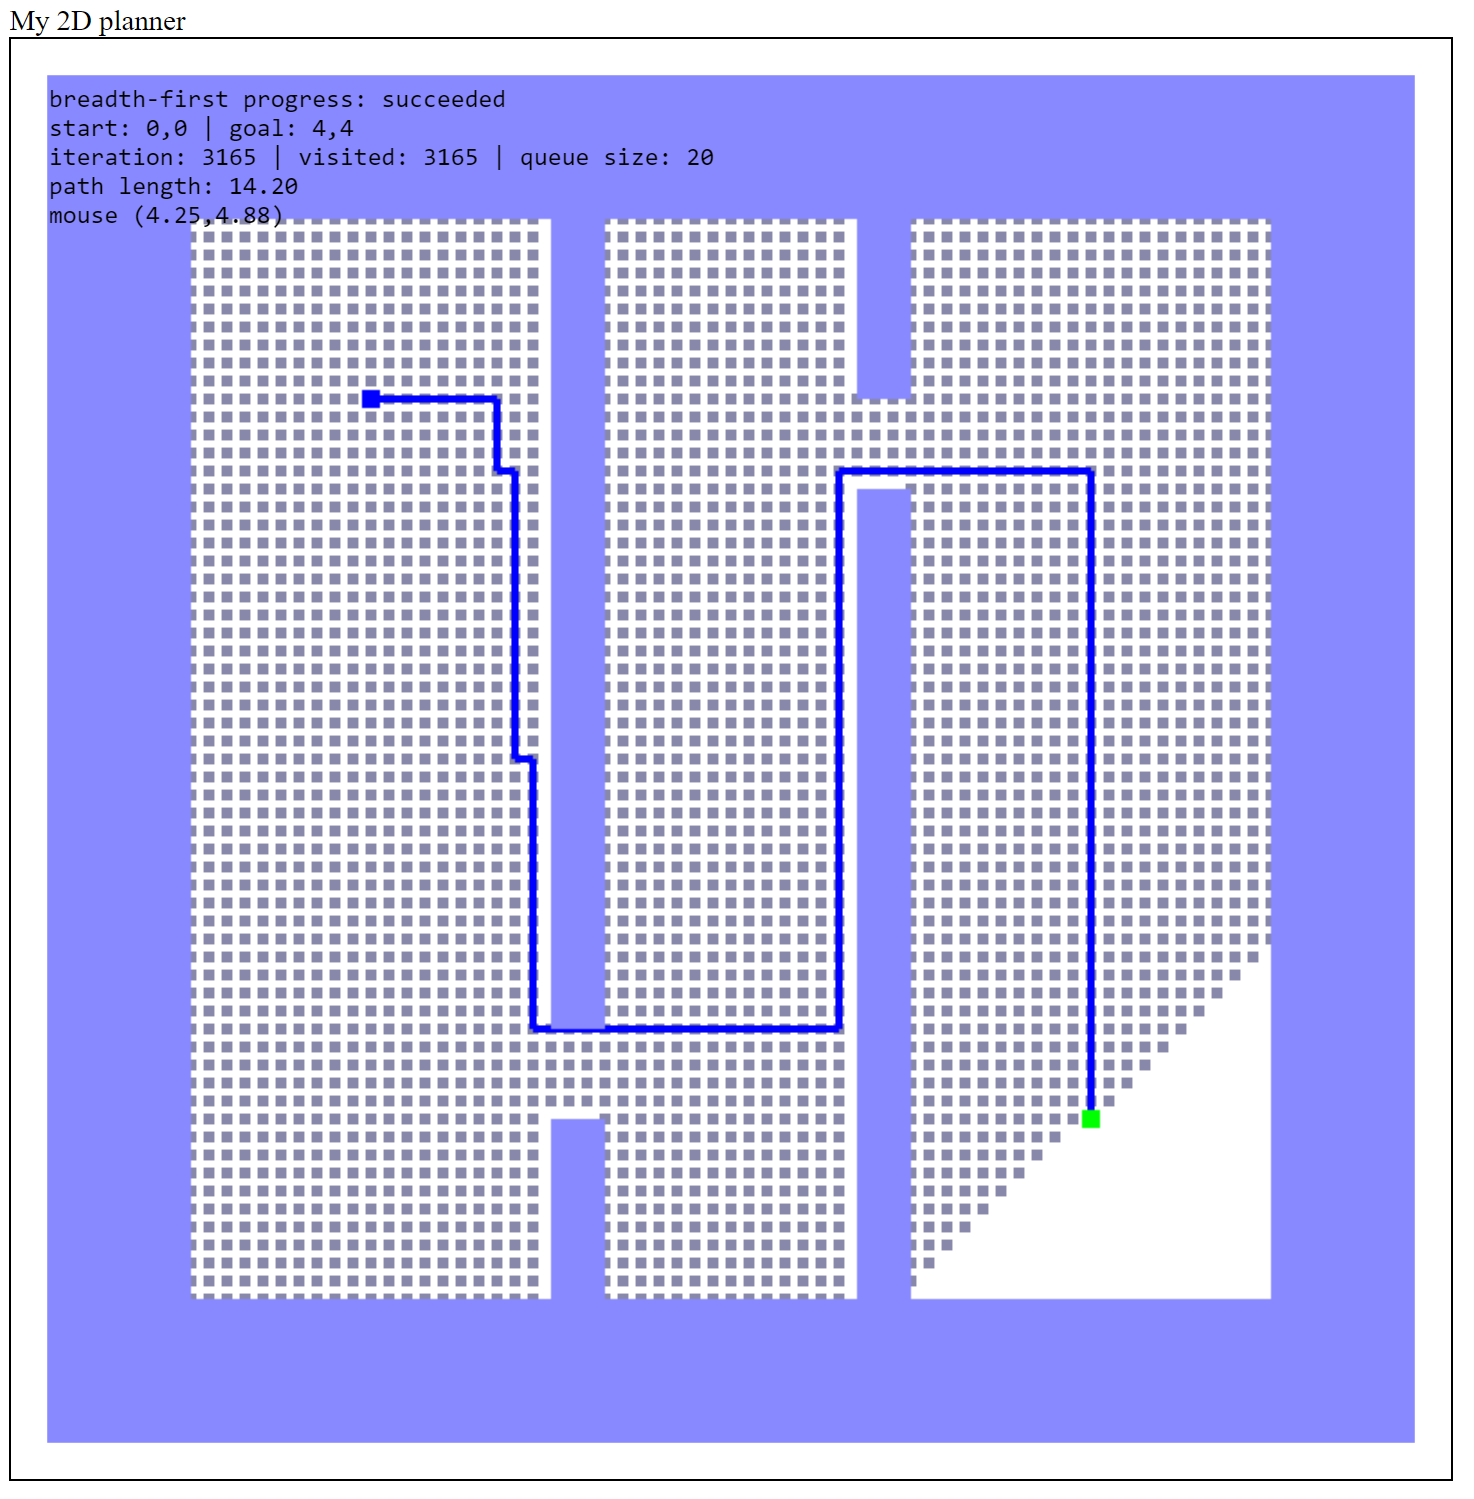 My 2D planner
breadth-first progress: succeeded
start: 0,0 | goal: 4,4
iteration: 3165 | visited: 3165 | queue size: 20
path length: 14.20
mouse (4.25,4.88)